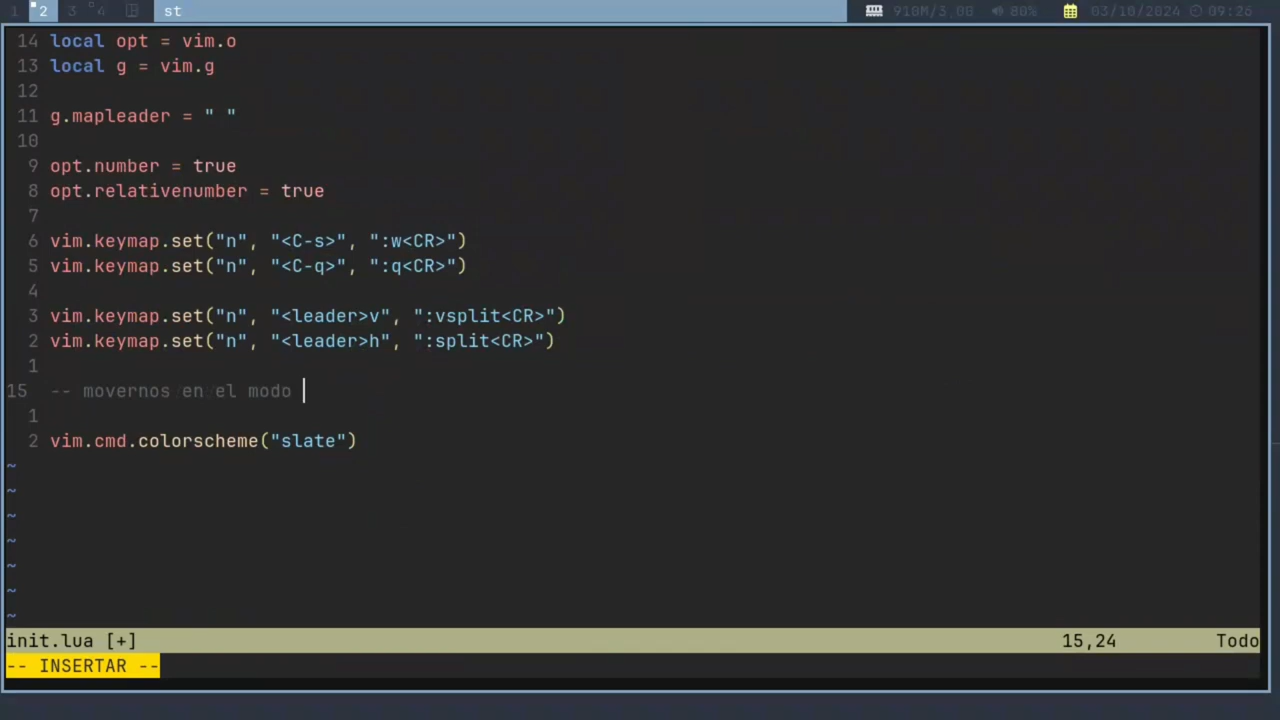 1 2 3 4 st 910M/3,0G 80% 03/10/2024 09:26
14 local opt = vim.o
13 local g = vim.g
12
11 g.mapleader = " "
10
9 opt.number = true
8 opt.relativenumber = true
7
6 vim.keymap.set("n", "<C-s>", ":w<CR>")
5 vim.keymap.set("n", "<C-q>", ":q<CR>")
4
3 vim.keymap.set("n", "<leader>v", ":vsplit<CR>")
2 vim.keymap.set("n", "<leader>h", ":split<CR>")
1
15 -- movernos en el modo
1
2 vim.cmd.colorscheme("slate")
~
~
~
~
~
~
~
init.lua [+] 15,24 Todo
-- INSERTAR --